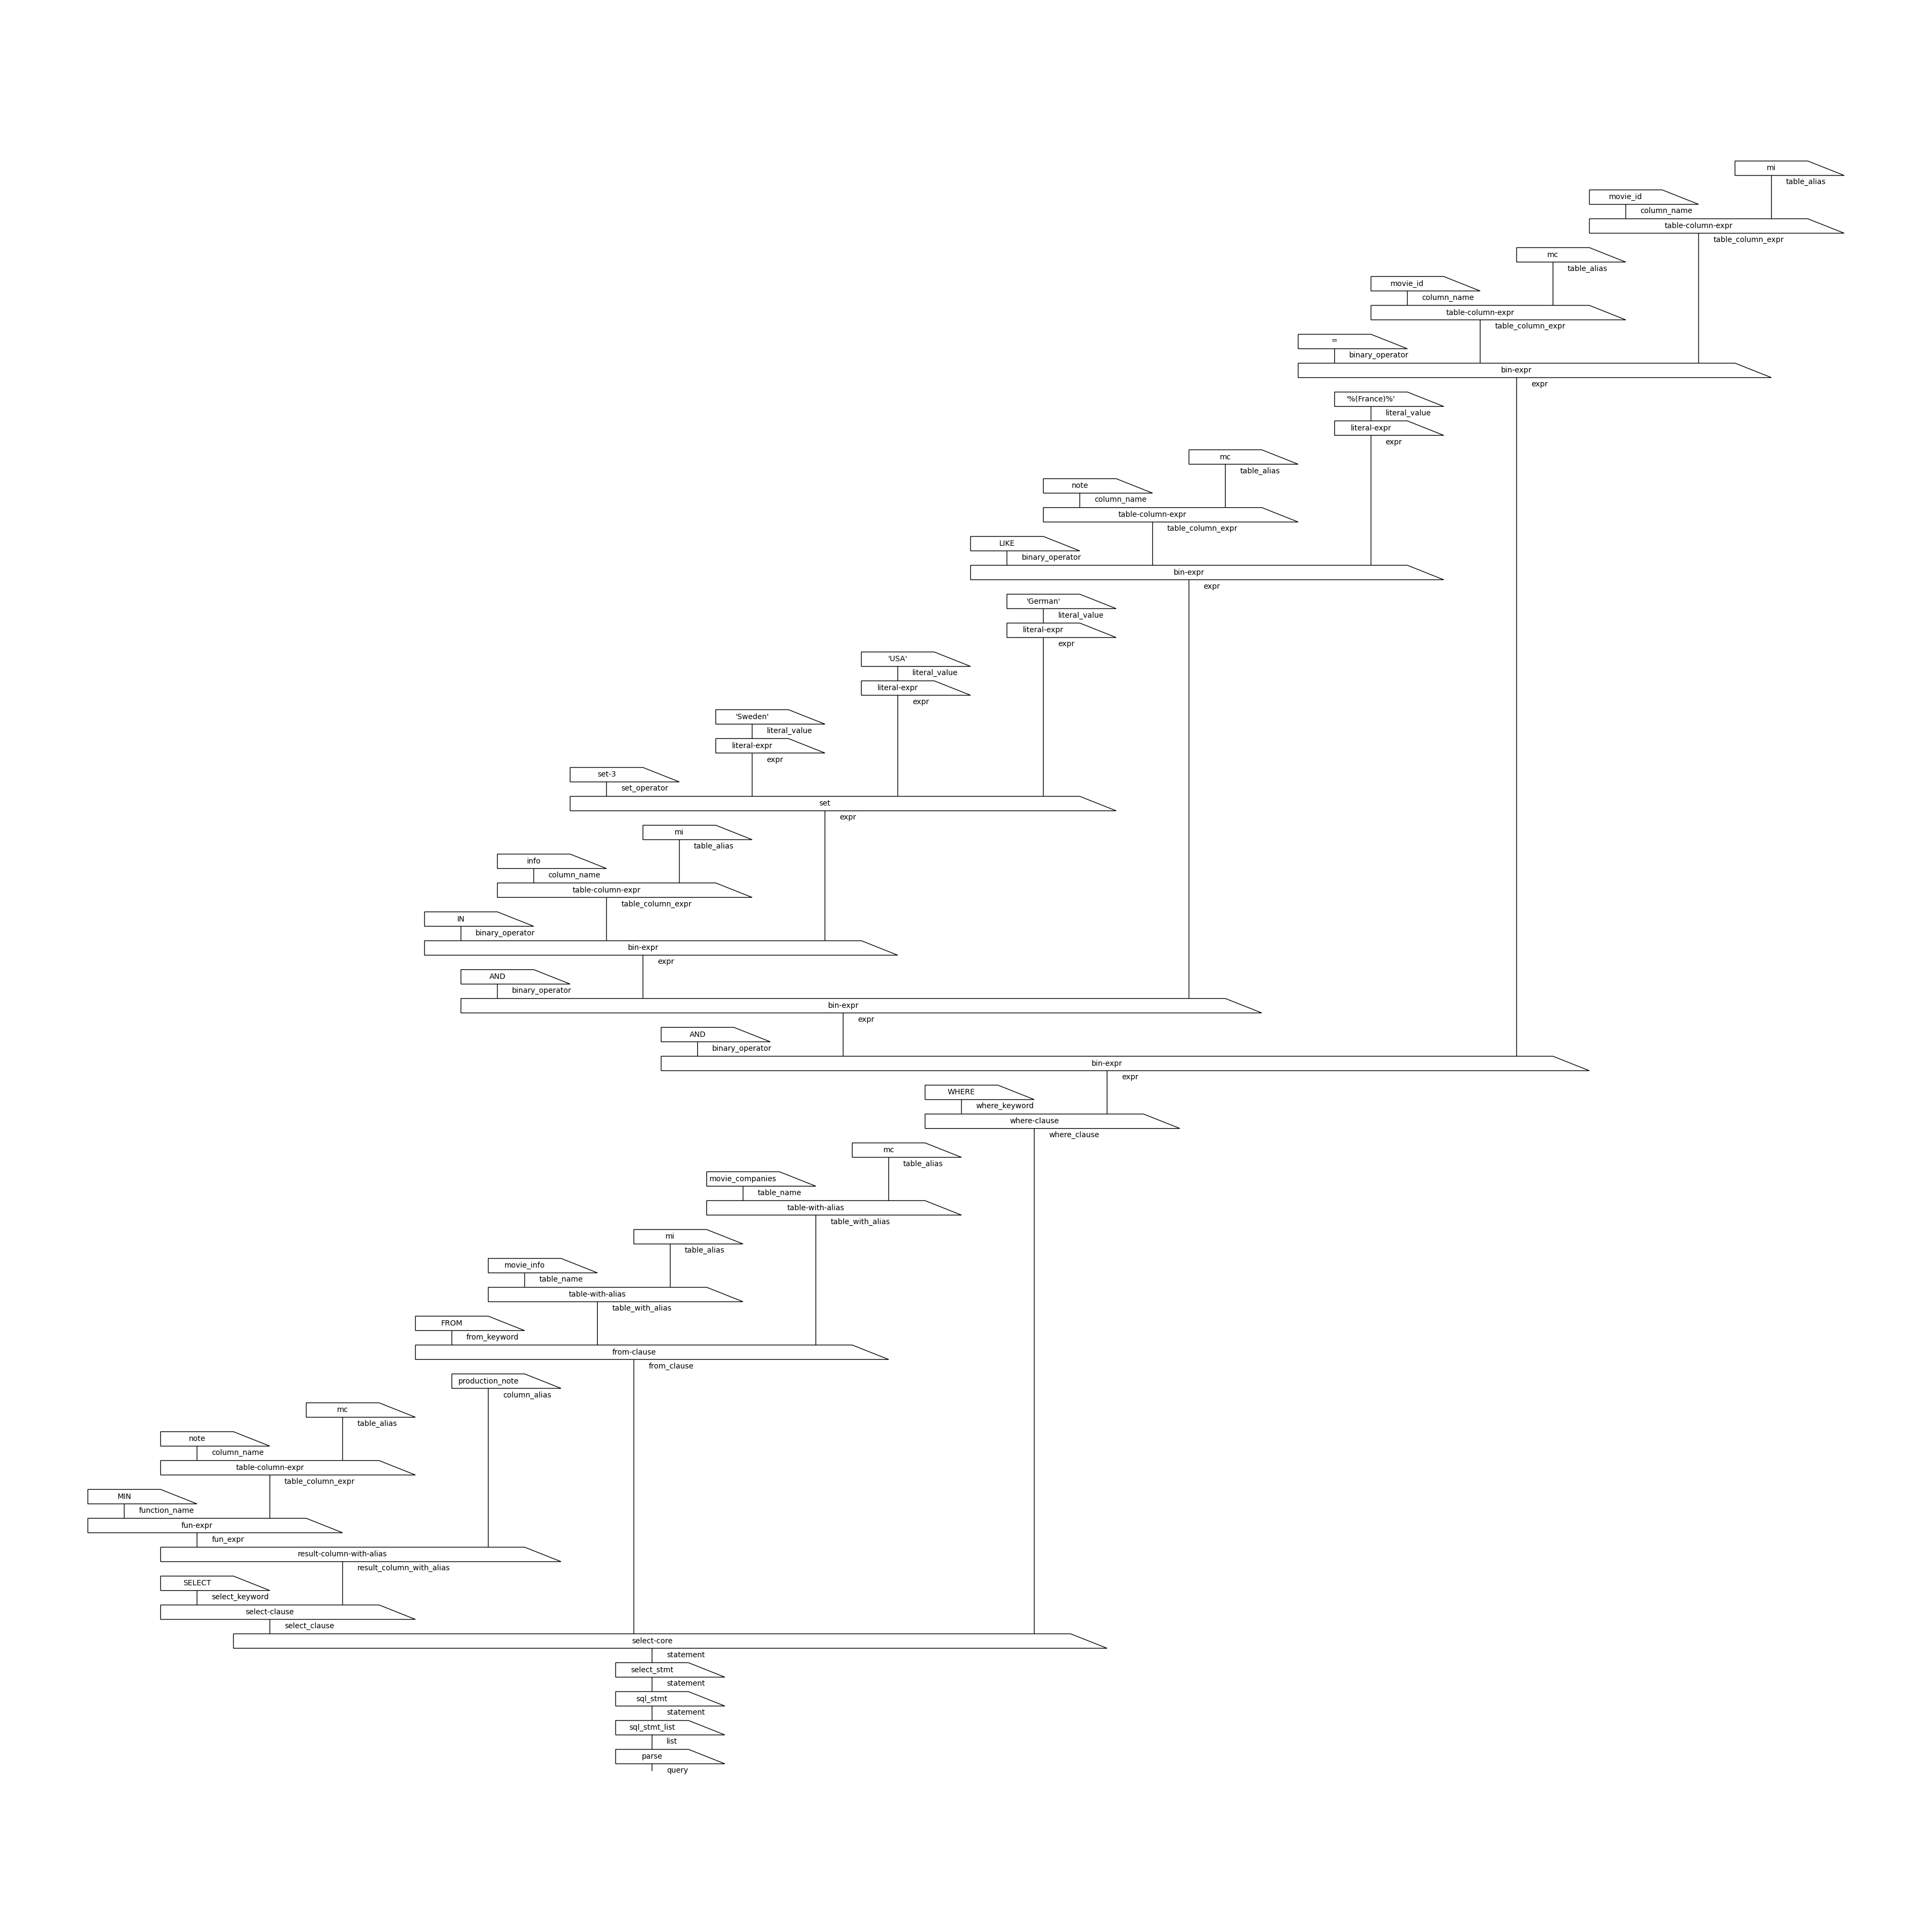 mi
table_alias
movie_id
column_name
table-column-expr
table_column_expr
mc
table_alias
movie_id
column_name
table-column-expr
table_column_expr
=
binary_operator
bin-expr
expr
'%(France)%'
literal_value
literal-expr
expr
mc
table_alias
note
column_name
table-column-expr
table_column_expr
LIKE
binary_operator
bin-expr
expr
'German'
literal_value
literal-expr
expr
'USA'
literal_value
literal-expr
expr
'Sweden'
literal_value
literal-expr
expr
set-3
set_operator
set
expr
mi
table_alias
info
column_name
table-column-expr
table_column_expr
IN
binary_operator
bin-expr
expr
AND
binary_operator
bin-expr
expr
AND
binary_operator
bin-expr
expr
WHERE
where_keyword
where-clause
where_clause
mc
table_alias
movie_companies
table_name
table-with-alias
table_with_alias
mi
table_alias
movie_info
table_name
table-with-alias
table_with_alias
FROM
from_keyword
from-clause
from_clause
production_note
column_alias
mc
table_alias
note
column_name
table-column-expr
table_column_expr
MIN
function_name
fun-expr
fun_expr
result-column-with-alias
result_column_with_alias
SELECT
select_keyword
select-clause
select_clause
select-core
statement
select_stmt
statement
sql_stmt
statement
sql_stmt_list
list
parse
query